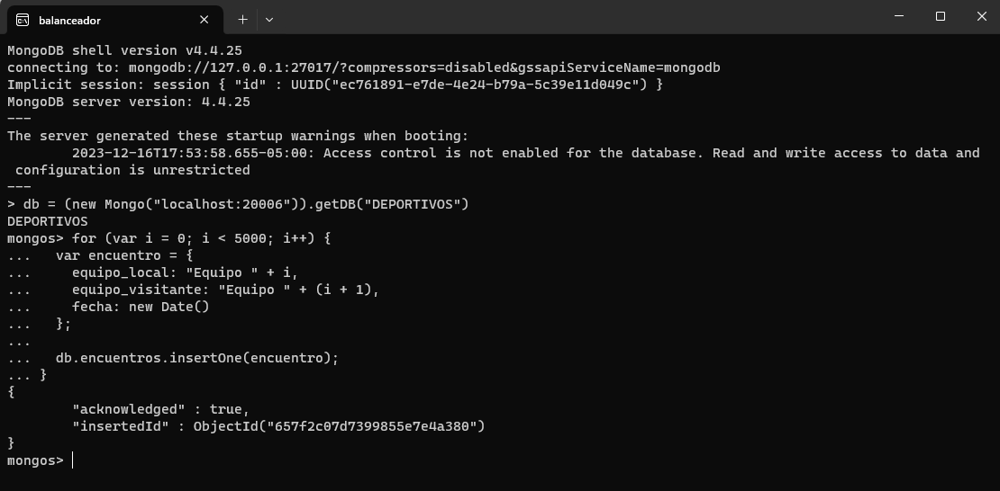 balanceador
MongoDB shell version v4.4.25
connecting to: mongodb://127.0.0.1:27017/?compressors=disabled&gssapiServiceName=mongodb
Implicit session: session { "id" : UUID("ec761891-e7de-4e24-b79a-5c39e11d049c") }
MongoDB server version: 4.4.25
---
The server generated these startup warnings when booting:
        2023-12-16T17:53:58.655-05:00: Access control is not enabled for the database. Read and write access to data and
 configuration is unrestricted
---
> db = (new Mongo("localhost:20006")).getDB("DEPORTIVOS")
DEPORTIVOS
mongos> for (var i = 0; i < 5000; i++) {
...   var encuentro = {
...     equipo_local: "Equipo " + i,
...     equipo_visitante: "Equipo " + (i + 1),
...     fecha: new Date()
...   };
...
...   db.encuentros.insertOne(encuentro);
... }
{
        "acknowledged" : true,
        "insertedId" : ObjectId("657f2c07d7399855e7e4a380")
}
mongos>